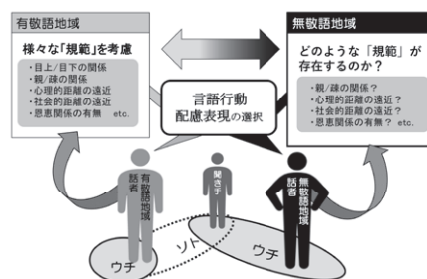 有敬語地域
様々な「規範」を考慮
・目上/目下の関係
・親/疎の関係
・心理的距離の遠近
・社会的距離の遠近
・恩恵関係の有無 etc.
無敬語地域
どのような「規範」が
存在するのか？
・親/疎の関係？
・心理的距離の遠近？
・社会的距離の遠近？
・恩恵関係の有無？ etc.
言語行動
配慮表現の選択
有敬語地域
話者
聞き手
無敬語地域
話者
ウチ
ソト
ウチ